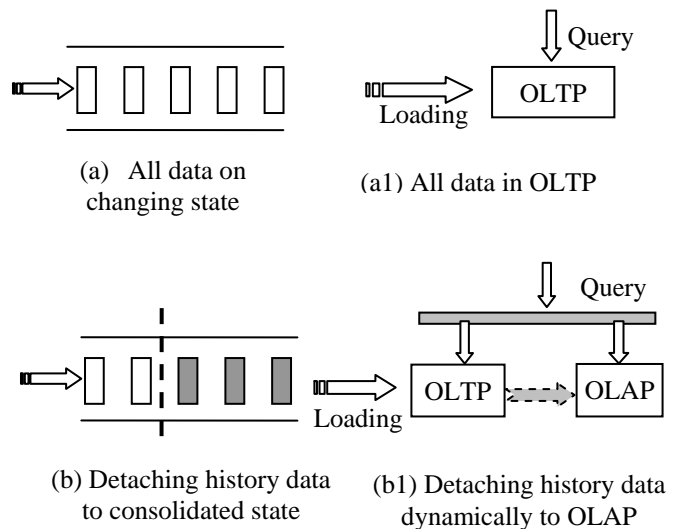 Query
OLTP
Loading
(a) All data on
changing state
(a1) All data in OLTP
Query
OLTP
OLAP
Loading
(b) Detaching history data
to consolidated state
(b1) Detaching history data
dynamically to OLAP